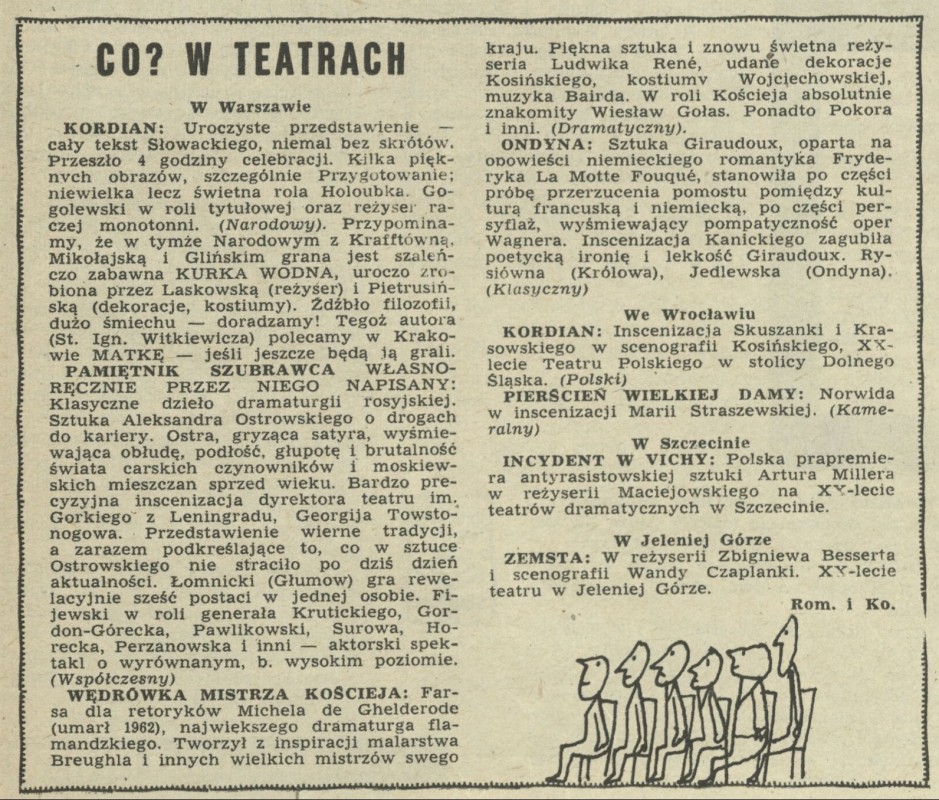 CO? W TEATRACH
W Warszawie
KORDIAN: Uroczyste przedstawienie —
cały tekst Słowackiego, niemal bez skrótów.
Przeszło 4 godziny celebracji. Kilka pięk-
nych obrazów, szczególnie Przygotowanie;
niewielka lecz świetna rola Holoubka. Go-
golewski w roli tytułowej oraz reżyser ra-
czej monotonni. (Narodowy). Przypomina-
my, że w tymże Narodowym z Krafftówną,
Mikołajską i Glińskim grana jest szaleń-
czo zabawna KURKA WODNA, uroczo zro-
biona przez Laskowską (reżyser) i Pietrusiń-
ską (dekoracje, kostiumy). Żdźbło filozofii,
dużo śmiechu — doradzamy! Tegoż autora
(St. Ign. Witkiewicza) polecamy w Krako-
wie MATKĘ — jeśli jeszcze będą ją grali.
PAMIĘTNIK SZUBRAWCA WŁASNO-
RĘCZNIE PRZEZ NIEGO NAPISANY:
Klasyczne dzieło dramaturgii rosyjskiej.
Sztuka Aleksandra Ostrowskiego o drogach
do kariery. Ostra, gryząca satyra, wyśmie-
wająca obłudę, podłość, głupotę i brutalność
świata carskich czynowników i moskiew-
skich mieszczan sprzed wieku. Bardzo pre-
cyzyjna inscenizacja dyrektora teatru im.
Gorkiego z Leningradu, Georgija Towsto-
nogowa. Przedstawienie wierne tradycji,
a zarazem podkreślające to, co w sztuce
Ostrowskiego nie straciło po dziś dzień
aktualności. Łomnicki (Głumow) gra rewe-
lacyjnie sześć postaci w jednej osobie. Fi-
jewski w roli generała Krutickiego, Gor-
don-Górecka, Pawlikowski, Surowa, Ho-
recka, Perzanowska i inni — aktorski spek-
takl o wyrównanym, b. wysokim poziomie.
(Współczesny)
WĘDRÓWKA MISTRZA KOŚCIEJA: Far-
sa dla retoryków Michela de Ghelderode
(umarł 1962), największego dramaturga fla-
mandzkiego. Tworzył z inspiracji malarstwa
Breughla i innych wielkich mistrzów swego
kraju. Piękna sztuka i znowu świetna reży-
seria Ludwika René, udane dekoracje
Kosińskiego, kostiumy Wojciechowskiej,
muzyka Bairda. W roli Kościeja absolutnie
znakomity Wiesław Gołas. Ponadto Pokora
i inni. (Dramatyczny).
ONDYNA: Sztuka Giraudoux, oparta na
opowieści niemieckiego romantyka Fryde-
ryka La Motte Fouqué, stanowiła po części
próbę przerzucenia pomostu pomiędzy kul-
turą francuską i niemiecką, po części per-
syflaż, wyśmiewający pompatyczność oper
Wagnera. Inscenizacja Kanickiego zagubiła
poetycką ironię i lekkość Giraudoux. Ry-
siówna (Królowa), Jedlewska (Ondyna).
(Klasyczny)
We Wrocławiu
KORDIAN: Inscenizacja Skuszanki i Kra-
sowskiego w scenografii Kosińskiego, XX-
lecie Teatru Polskiego w stolicy Dolnego
Śląska. (Polski)
PIERŚCIEŃ WIELKIEJ DAMY: Norwida
w inscenizacji Marii Straszewskiej. (Kame-
ralny)
W Szczecinie
INCYDENT W VICHY: Polska prapremie-
ra antyrasistowskiej sztuki Artura Millera
w reżyserii Maciejowskiego na XX-lecie
teatrów dramatycznych w Szczecinie.
W Jeleniej Górze
ZEMSTA: W reżyserii Zbigniewa Besserta
i scenografii Wandy Czaplanki. XX-lecie
teatru w Jeleniej Górze.
Rom. i Ko.